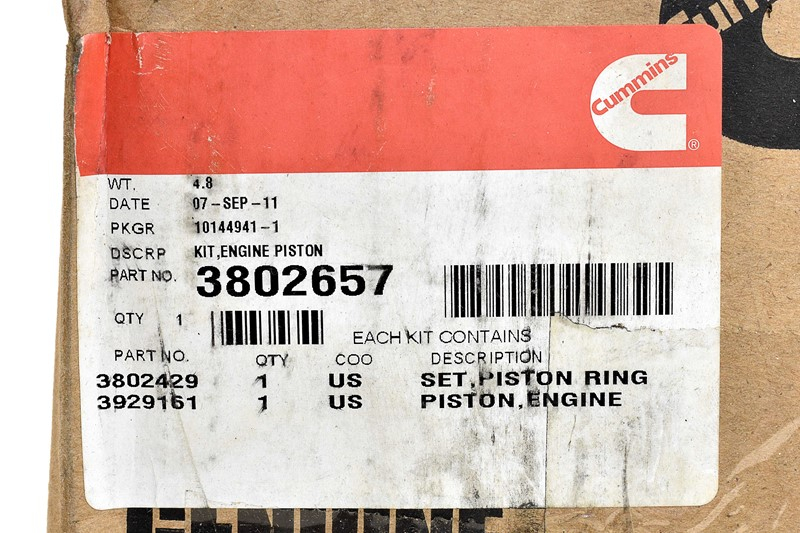 Cummins
Cummins ®
WT. 4.8
DATE 07-SEP-11
PKGR 10144941-1
DSCRP KIT,ENGINE PISTON
PART NO. 3802657
QTY 1
EACH KIT CONTAINS
PART NO. QTY COO DESCRIPTION
3802429 1 US SET,PISTON RING
3929161 1 US PISTON,ENGINE
GENUINE